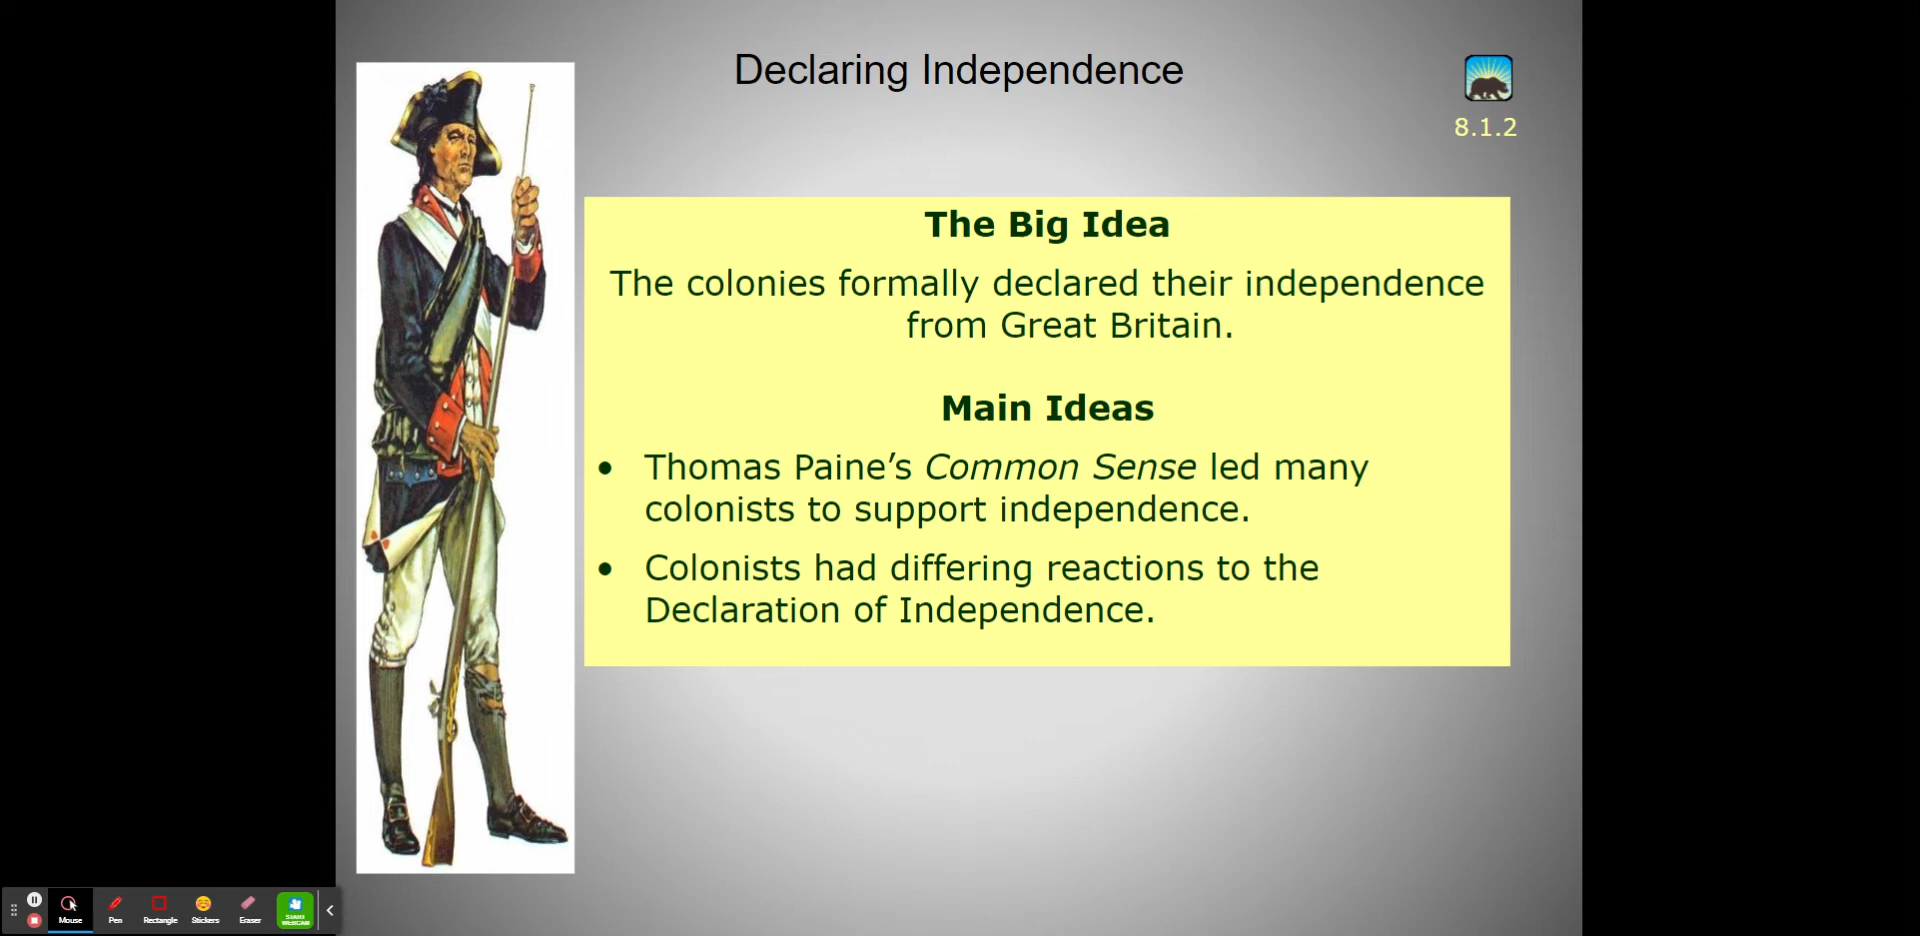 Declaring Independence
8.1.2
The Big Idea
The colonies formally declared their independence
from Great Britain.
Main Ideas
• Thomas Paine’s Common Sense led many
colonists to support independence.
• Colonists had differing reactions to the
Declaration of Independence.
Mouse Pen Rectangle Stickers Eraser START WEBCAM